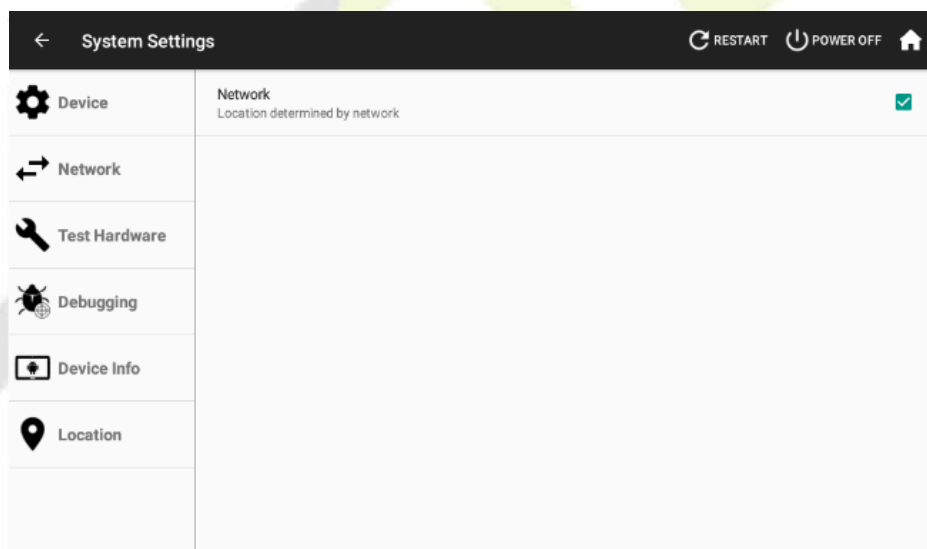 System Settings
RESTART
POWER OFF
Device
Network
Test Hardware
Debugging
Device Info
Location
Network
Location determined by network